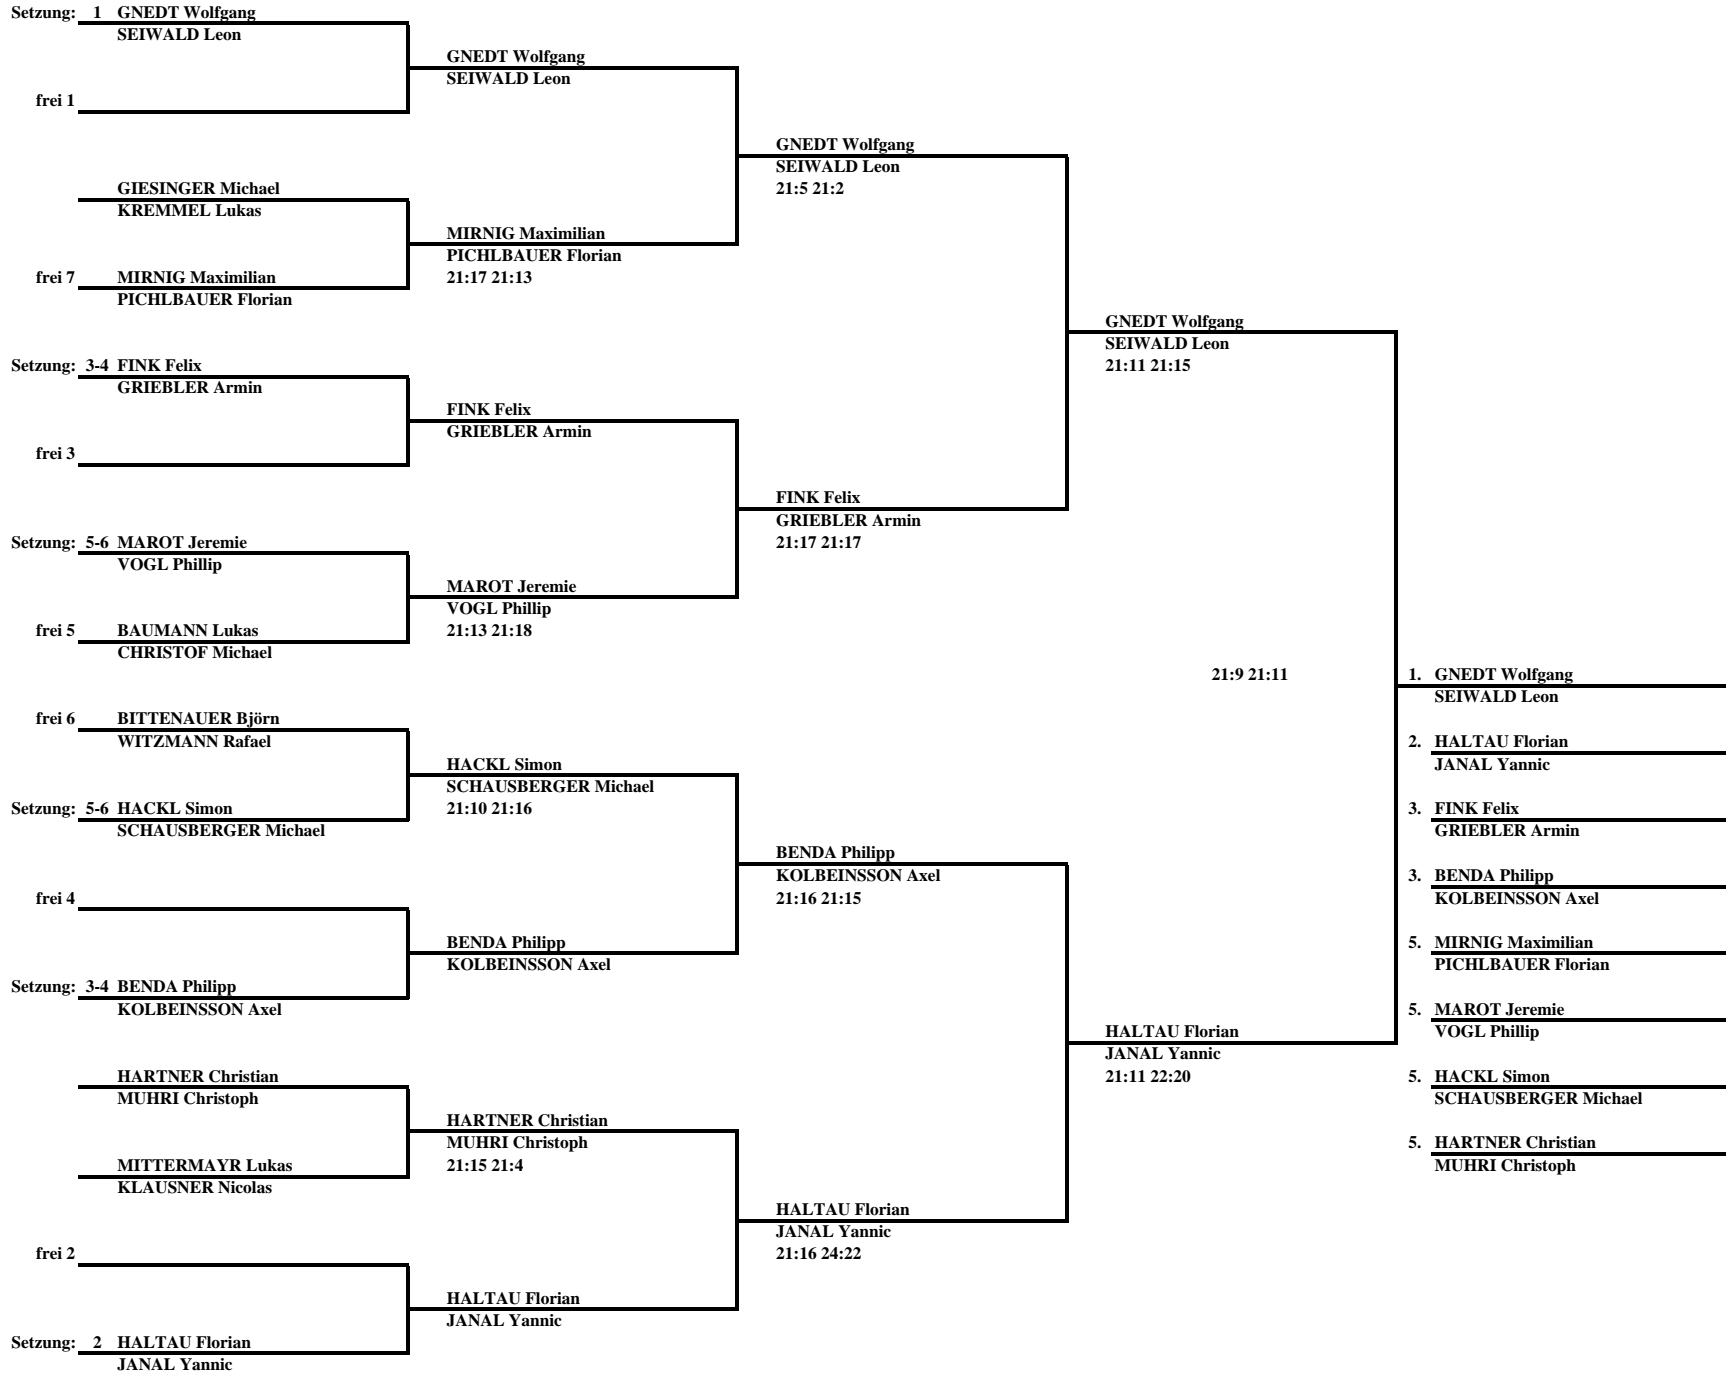 Setzung: 1 GNEDT Wolfgang
SEIWALD Leon
frei 1
GIESINGER Michael
KREMMEL Lukas
frei 7 MIRNIG Maximilian
PICHLBAUER Florian
Setzung: 3-4 FINK Felix
GRIEBLER Armin
frei 3
Setzung: 5-6 MAROT Jeremie
VOGL Phillip
frei 5 BAUMANN Lukas
CHRISTOF Michael
frei 6 BITTENAUER Björn
WITZMANN Rafael
Setzung: 5-6 HACKL Simon
SCHAUSBERGER Michael
frei 4
Setzung: 3-4 BENDA Philipp
KOLBEINSSON Axel
HARTNER Christian
MUHRI Christoph
MITTERMAYR Lukas
KLAUSNER Nicolas
frei 2
Setzung: 2 HALTAU Florian
JANAL Yannic
GNEDT Wolfgang
SEIWALD Leon
MIRNIG Maximilian
PICHLBAUER Florian
21:17 21:13
FINK Felix
GRIEBLER Armin
MAROT Jeremie
VOGL Phillip
21:13 21:18
HACKL Simon
SCHAUSBERGER Michael
21:10 21:16
BENDA Philipp
KOLBEINSSON Axel
HARTNER Christian
MUHRI Christoph
21:15 21:4
HALTAU Florian
JANAL Yannic
GNEDT Wolfgang
SEIWALD Leon
21:5 21:2
FINK Felix
GRIEBLER Armin
21:17 21:17
BENDA Philipp
KOLBEINSSON Axel
21:16 21:15
HALTAU Florian
JANAL Yannic
21:16 24:22
GNEDT Wolfgang
SEIWALD Leon
21:11 21:15
HALTAU Florian
JANAL Yannic
21:11 22:20
21:9 21:11
1. GNEDT Wolfgang
SEIWALD Leon
2. HALTAU Florian
JANAL Yannic
3. FINK Felix
GRIEBLER Armin
3. BENDA Philipp
KOLBEINSSON Axel
5. MIRNIG Maximilian
PICHLBAUER Florian
5. MAROT Jeremie
VOGL Phillip
5. HACKL Simon
SCHAUSBERGER Michael
5. HARTNER Christian
MUHRI Christoph